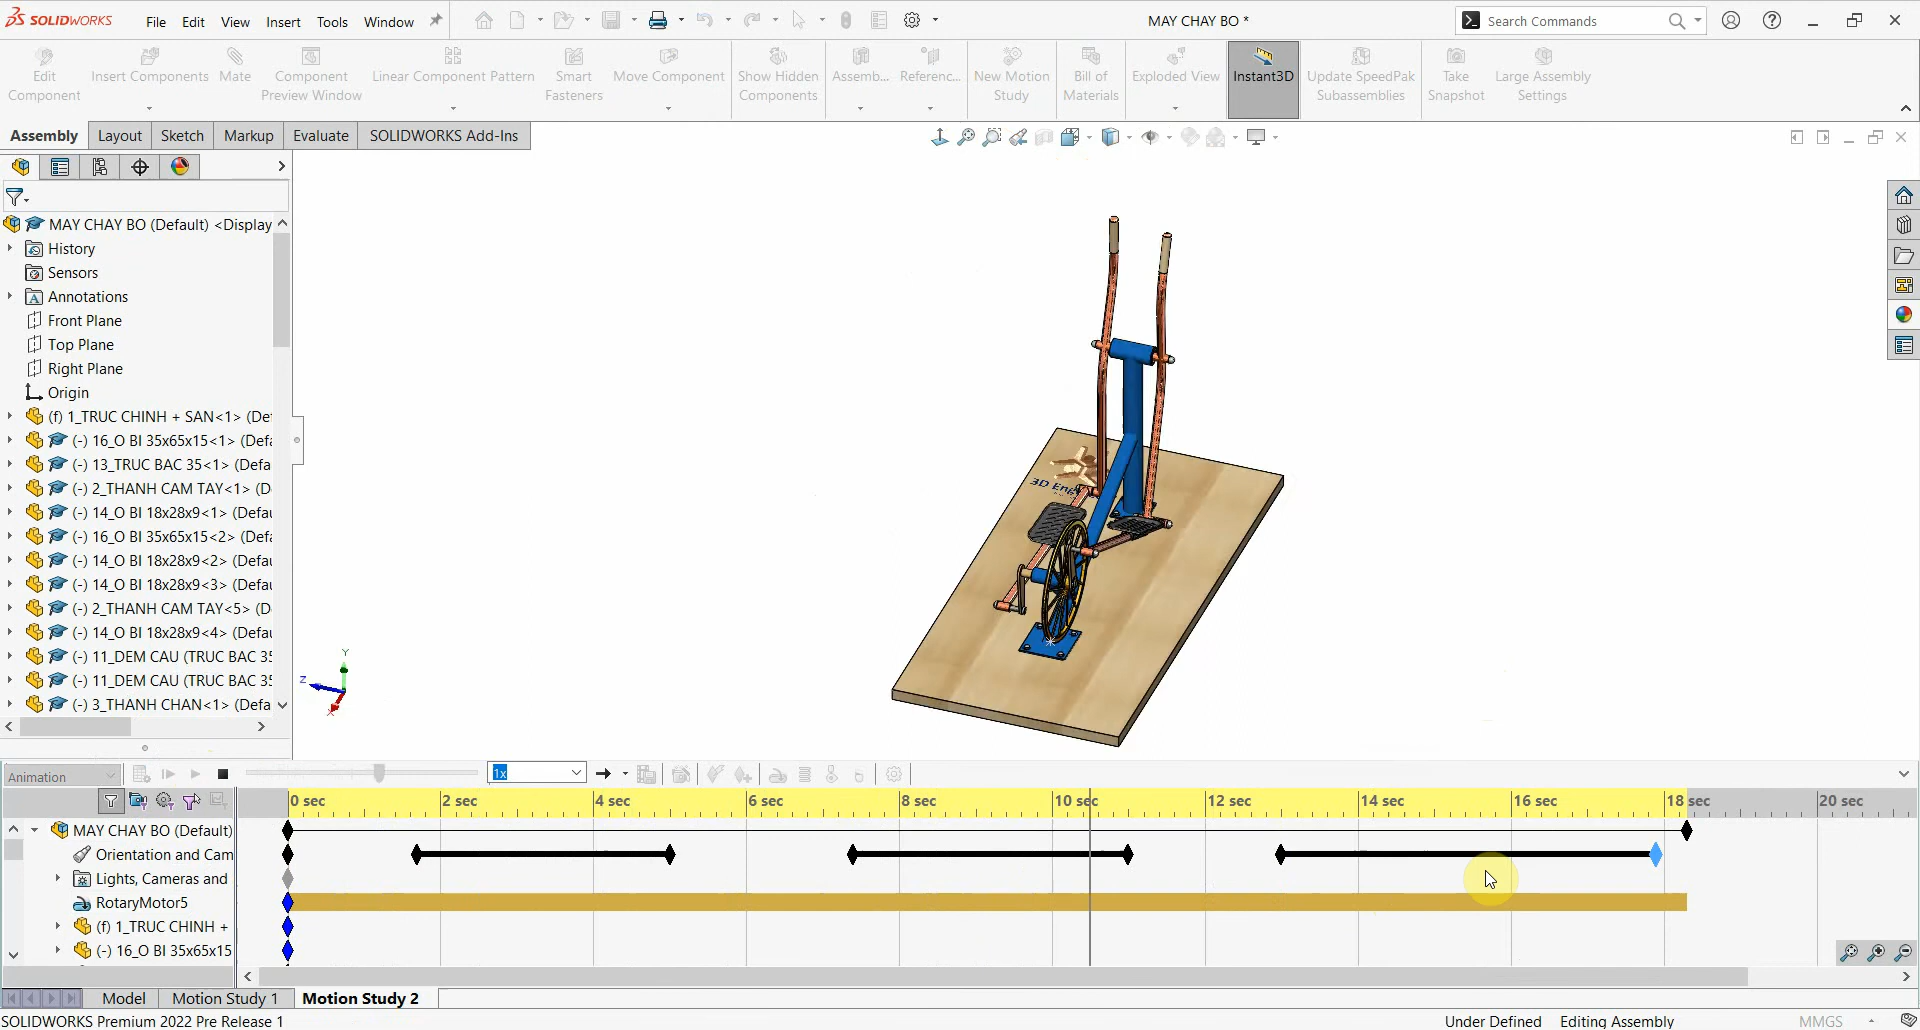 SOLIDWORKS File Edit View Insert Tools Window MAY CHAY BO * Search Commands
Edit Component
Insert Components
Mate
Component Preview Window
Linear Component Pattern
Smart Fasteners
Move Component
Show Hidden Components
Assemb...
Referenc...
New Motion Study
Bill of Materials
Exploded View
Instant3D
Update SpeedPak Subassemblies
Take Snapshot
Large Assembly Settings
Assembly Layout Sketch Markup Evaluate SOLIDWORKS Add-Ins
MAY CHAY BO (Default) <Display
History
Sensors
Annotations
Front Plane
Top Plane
Right Plane
Origin
(f) 1_TRUC CHINH + SAN<1> (De
(-) 16_O BI 35x65x15<1> (Defa
(-) 13_TRUC BAC 35<1> (Defa
(-) 2_THANH CAM TAY<1> (D
(-) 14_O BI 18x28x9<1> (Defau
(-) 16_O BI 35x65x15<2> (Defa
(-) 14_O BI 18x28x9<2> (Defau
(-) 14_O BI 18x28x9<3> (Defau
(-) 2_THANH CAM TAY<5> (D
(-) 14_O BI 18x28x9<4> (Defau
(-) 11_DEM CAU (TRUC BAC 35
(-) 11_DEM CAU (TRUC BAC 35
(-) 3_THANH CHAN<1> (Defa
3D Eng
Y
Z
X
Animation 1x
0 sec 2 sec 4 sec 6 sec 8 sec 10 sec 12 sec 14 sec 16 sec 18 sec 20 sec
MAY CHAY BO (Default)
Orientation and Cam
Lights, Cameras and
RotaryMotor5
(f) 1_TRUC CHINH +
(-) 16_O BI 35x65x15
Model Motion Study 1 Motion Study 2
SOLIDWORKS Premium 2022 Pre Release 1 Under Defined Editing Assembly MMGS